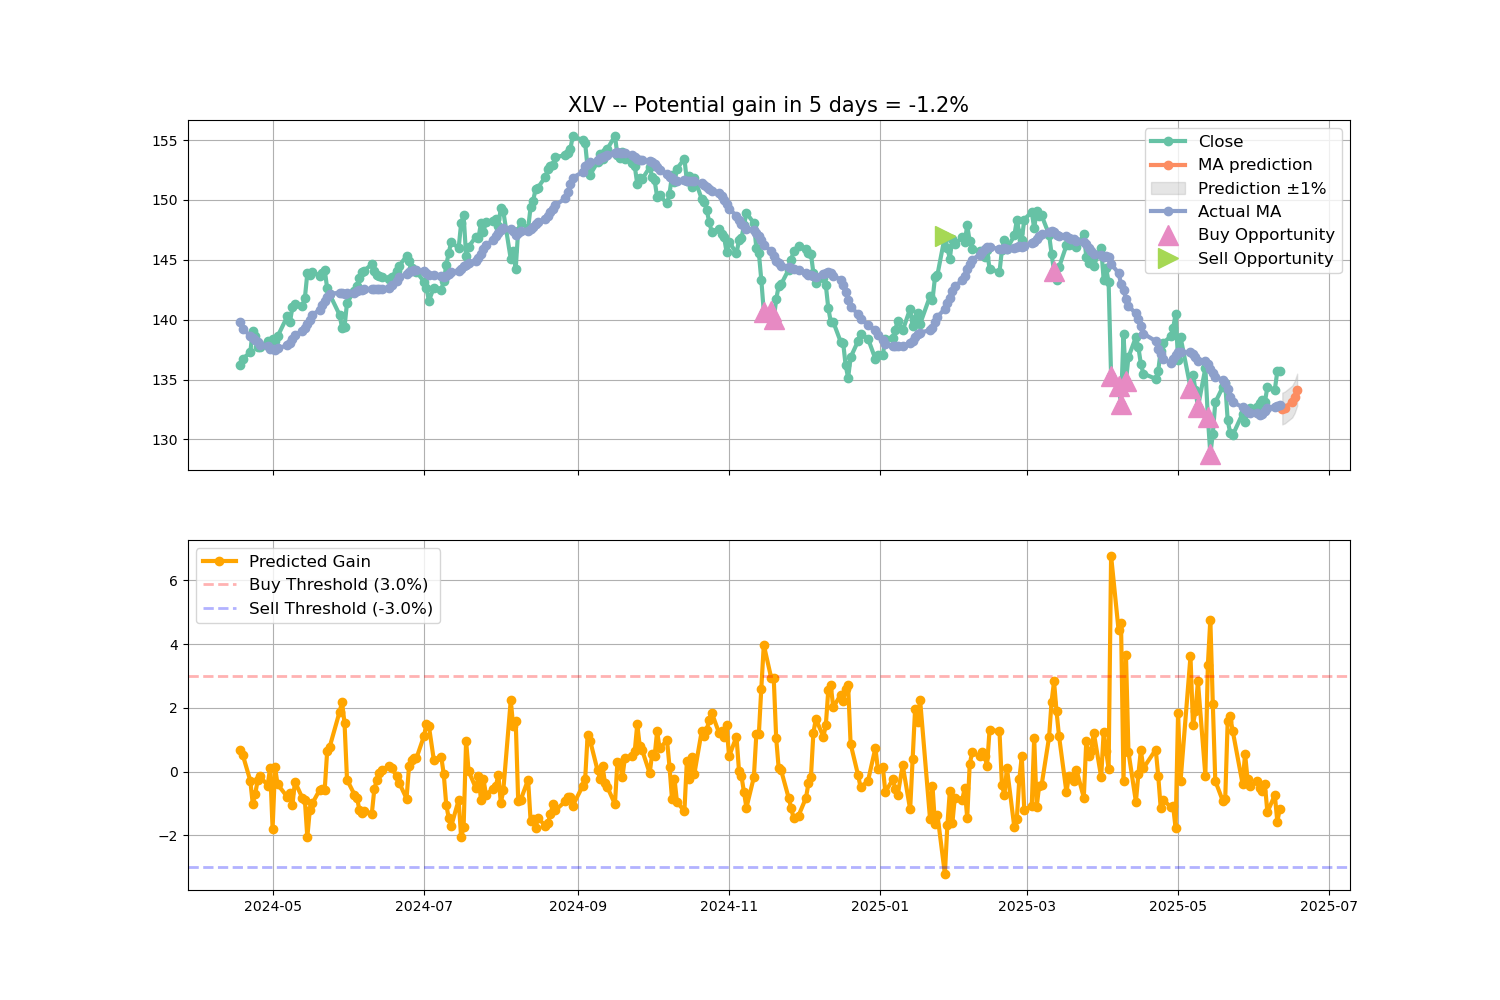 XLV -- Potential gain in 5 days = -1.2%
155
150
145
140
135
130
Close
MA prediction
Prediction ±1%
Actual MA
Buy Opportunity
Sell Opportunity
6
4
2
0
−2
Predicted Gain
Buy Threshold (3.0%)
Sell Threshold (-3.0%)
2024-05
2024-07
2024-09
2024-11
2025-01
2025-03
2025-05
2025-07